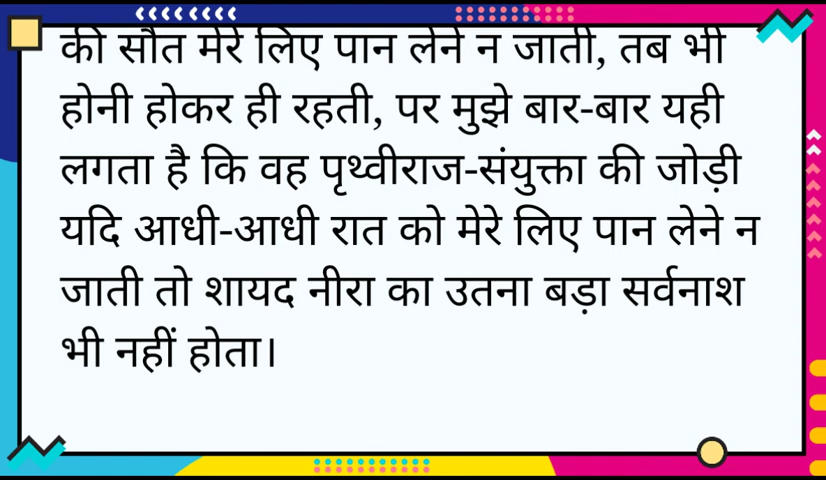 की सौत मेरे लिए पान लेने न जाती, तब भी
होनी होकर ही रहती, पर मुझे बार-बार यही
लगता है कि वह पृथ्वीराज-संयुक्ता की जोड़ी
यदि आधी-आधी रात को मेरे लिए पान लेने न
जाती तो शायद नीरा का उतना बड़ा सर्वनाश
भी नहीं होता।